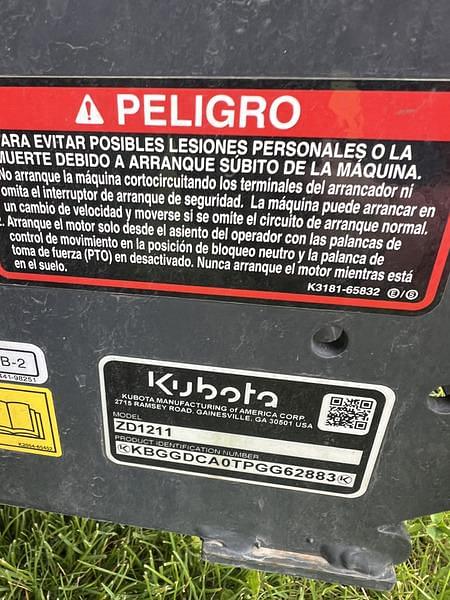 PELIGRO
PARA EVITAR POSIBLES LESIONES PERSONALES O LA
MUERTE DEBIDO A ARRANQUE SÚBITO DE LA MÁQUINA.
No arranque la máquina cortocircuitando los terminales del arrancador ni
omita el interruptor de arranque de seguridad. La máquina puede arrancar en
un cambio de velocidad y moverse si se omite el circuito de arranque normal.
2. Arranque el motor solo desde el asiento del operador con las palancas de
control de movimiento en la posición de bloqueo neutro y la palanca de
toma de fuerza (PTO) en desactivado. Nunca arranque el motor mientras está
en el suelo.
K3181-65832 E/S
B-2
Kubota
KUBOTA MANUFACTURING of AMERICA CORP.
2715 RAMSEY ROAD, GAINESVILLE, GA 30501 USA
MODEL
ZD1211
PRODUCT IDENTIFICATION NUMBER
KBGGDCA0TPGG62883